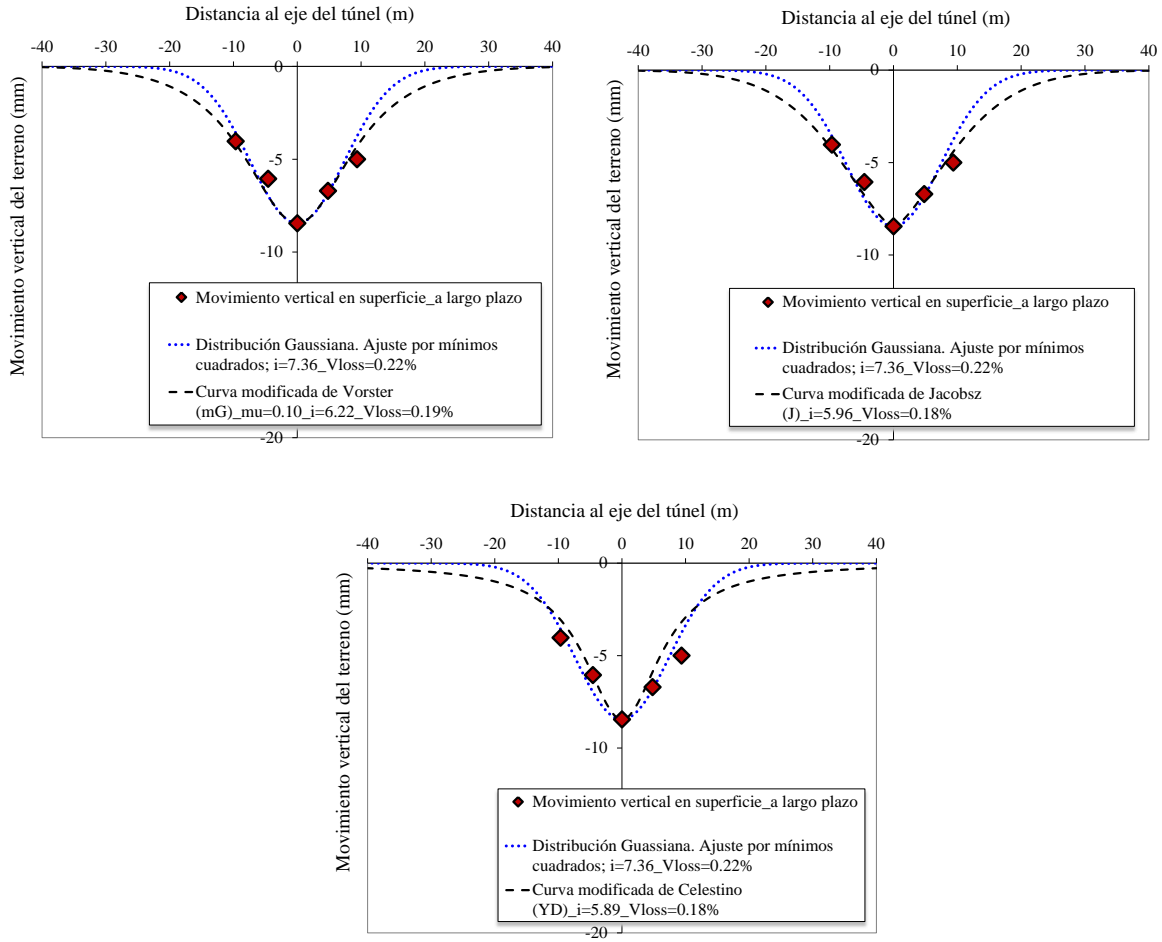 Distancia al eje del túnel (m)
-40 -30 -20 -10 0 10 20 30 40
0
-5
-10
-20
Movimiento vertical del terreno (mm)
Movimiento vertical en superficie_a largo plazo
Distribución Gaussiana. Ajuste por mínimos
cuadrados; i=7.36_Vloss=0.22%
Curva modificada de Vorster
(mG)_mu=0.10_i=6.22_Vloss=0.19%
Distancia al eje del túnel (m)
-40 -30 -20 -10 0 10 20 30 40
0
-5
-10
-20
Movimiento vertical del terreno (mm)
Movimiento vertical en superficie_a largo plazo
Distribución Gaussiana. Ajuste por mínimos
cuadrados; i=7.36_Vloss=0.22%
Curva modificada de Jacobsz
(J)_i=5.96_Vloss=0.18%
Distancia al eje del túnel (m)
-40 -30 -20 -10 0 10 20 30 40
0
-5
-10
-20
Movimiento vertical del terreno (mm)
Movimiento vertical en superficie_a largo plazo
Distribución Guassiana. Ajuste por mínimos
cuadrados; i=7.36_Vloss=0.22%
Curva modificada de Celestino
(YD)_i=5.89_Vloss=0.18%